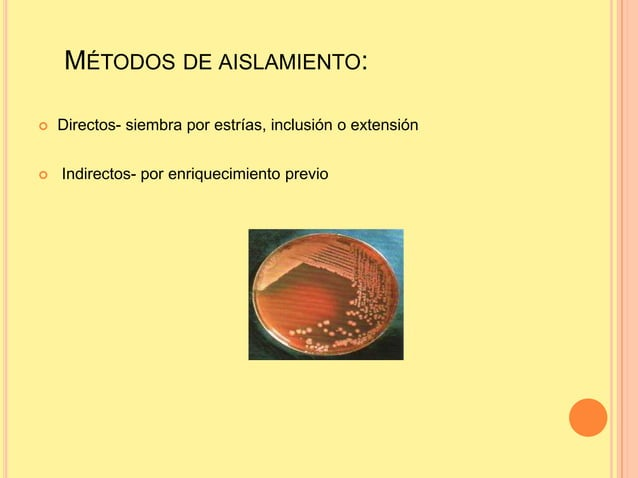 MÉTODOS DE AISLAMIENTO:
Directos- siembra por estrías, inclusión o extensión
Indirectos- por enriquecimiento previo